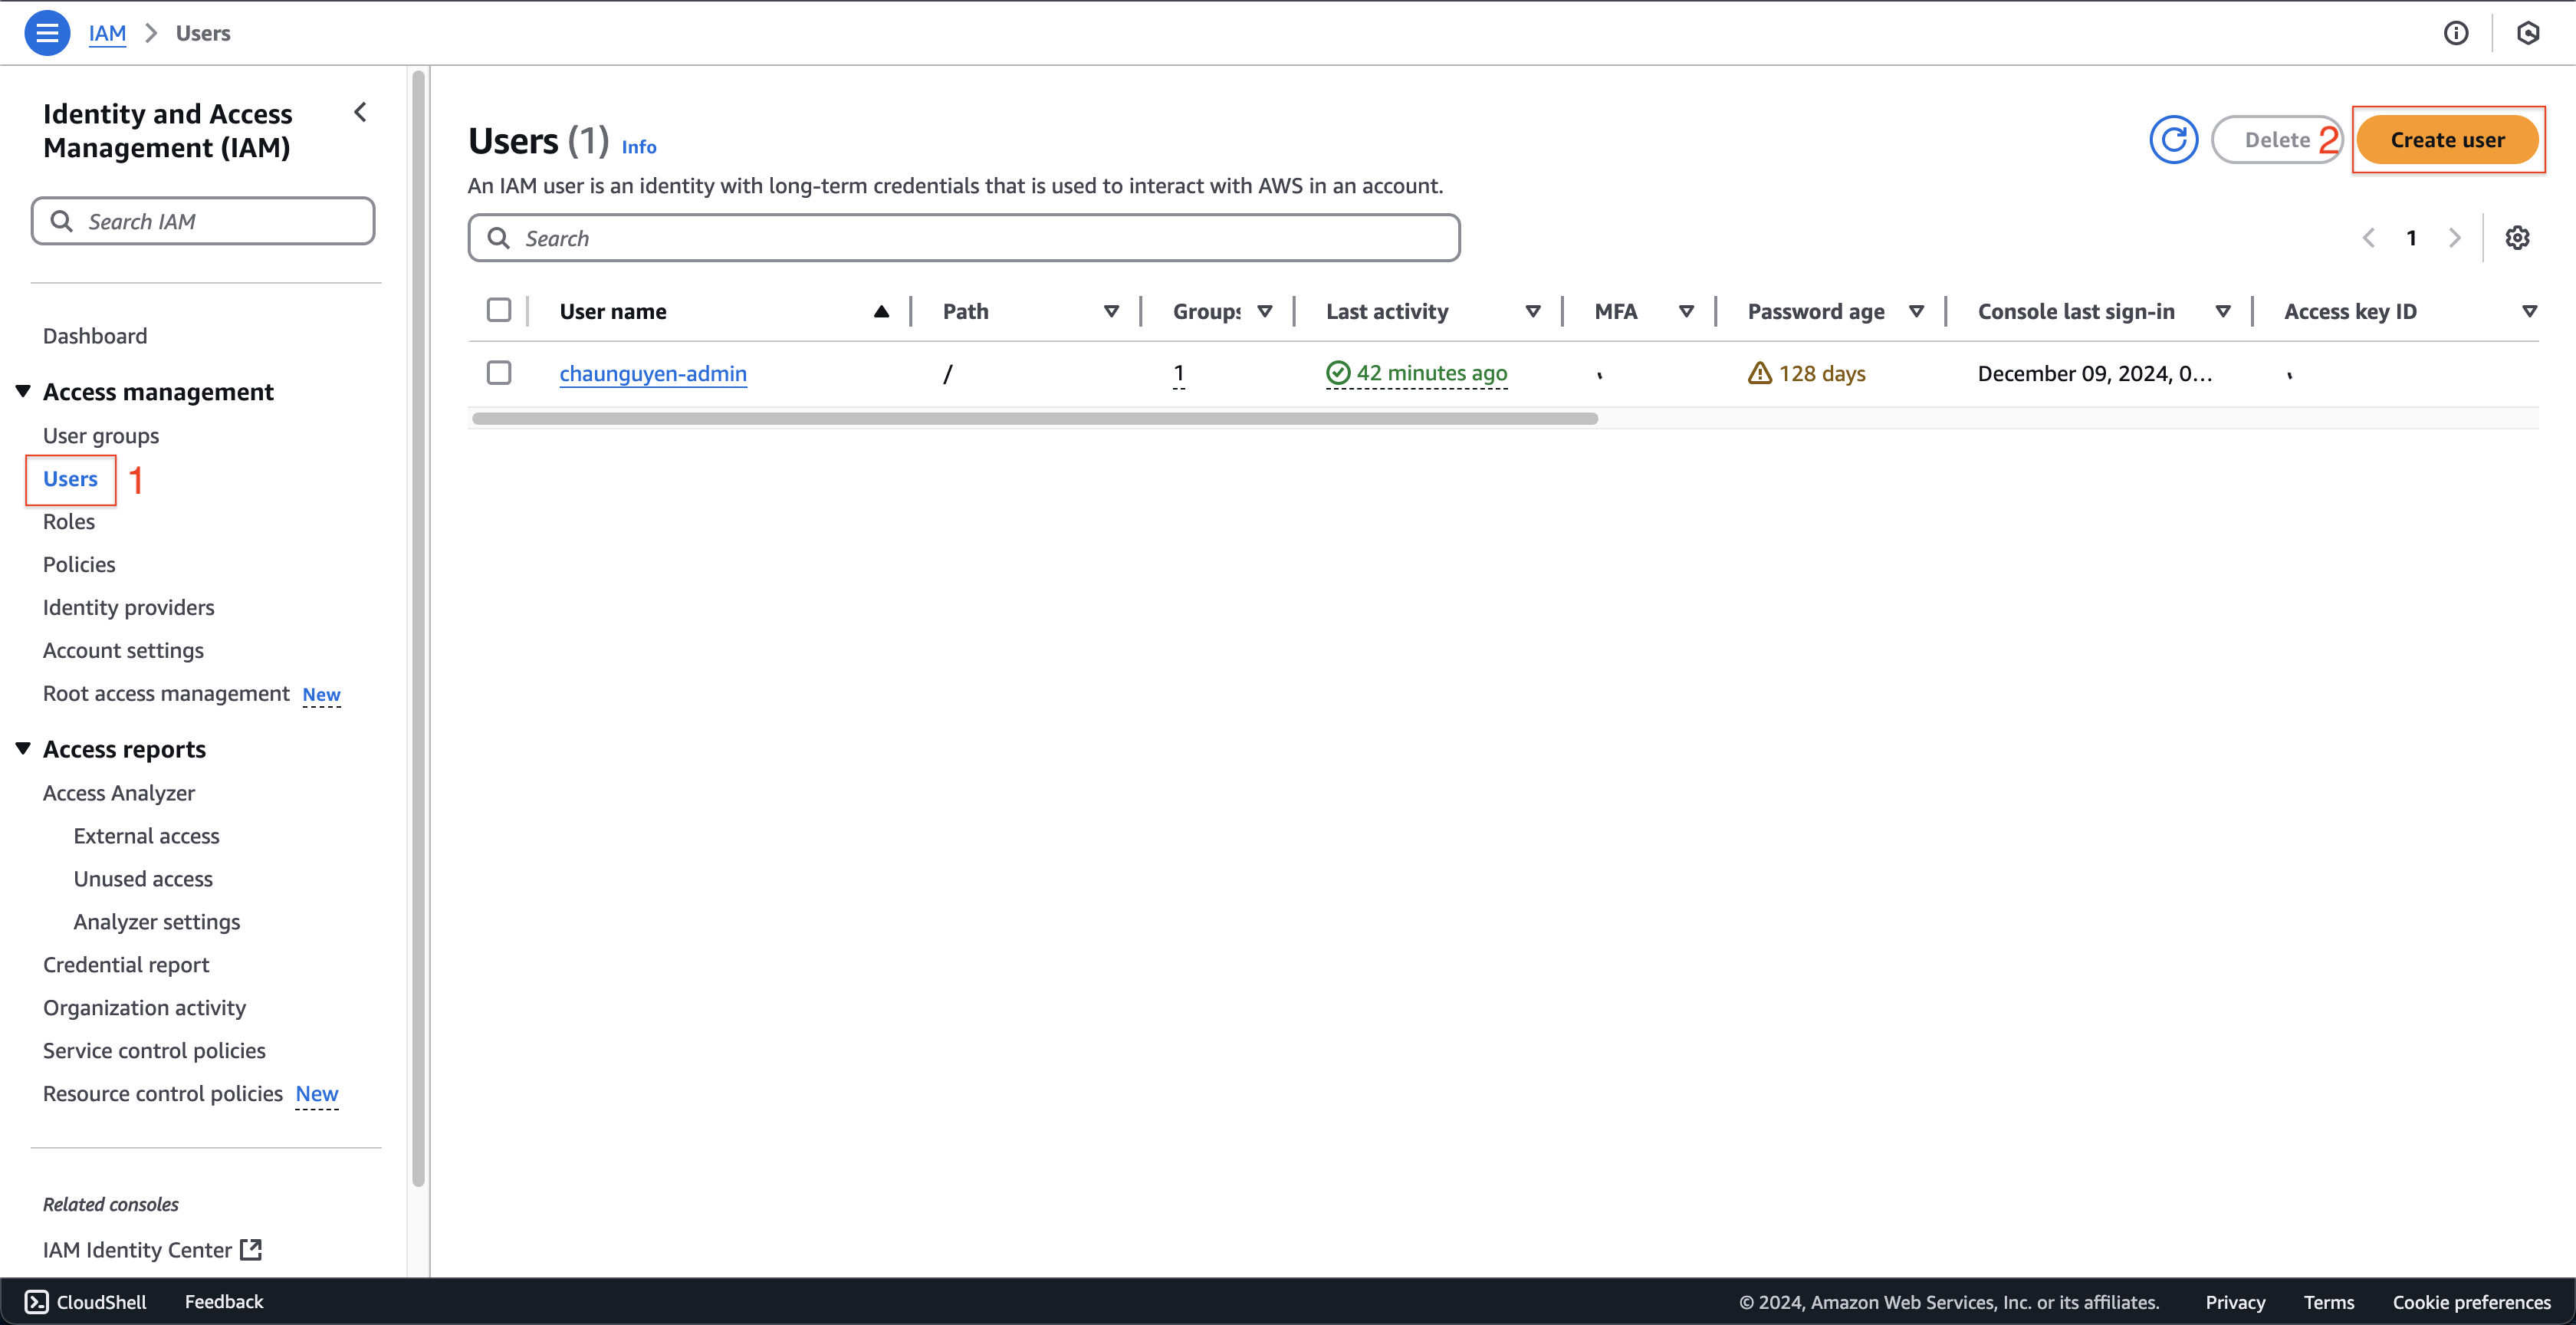 IAM > Users
Identity and Access
Management (IAM)
Search IAM
Dashboard
Access management
User groups
Users 1
Roles
Policies
Identity providers
Account settings
Root access management New
Access reports
Access Analyzer
External access
Unused access
Analyzer settings
Credential report
Organization activity
Service control policies
Resource control policies New
Related consoles
IAM Identity Center
Users (1) Info
Delete 2 Create user
An IAM user is an identity with long-term credentials that is used to interact with AWS in an account.
Search
1
User name Path Groups Last activity MFA Password age Console last sign-in Access key ID
chaunguyen-admin / 1 42 minutes ago 128 days December 09, 2024, 0...
CloudShell Feedback © 2024, Amazon Web Services, Inc. or its affiliates. Privacy Terms Cookie preferences